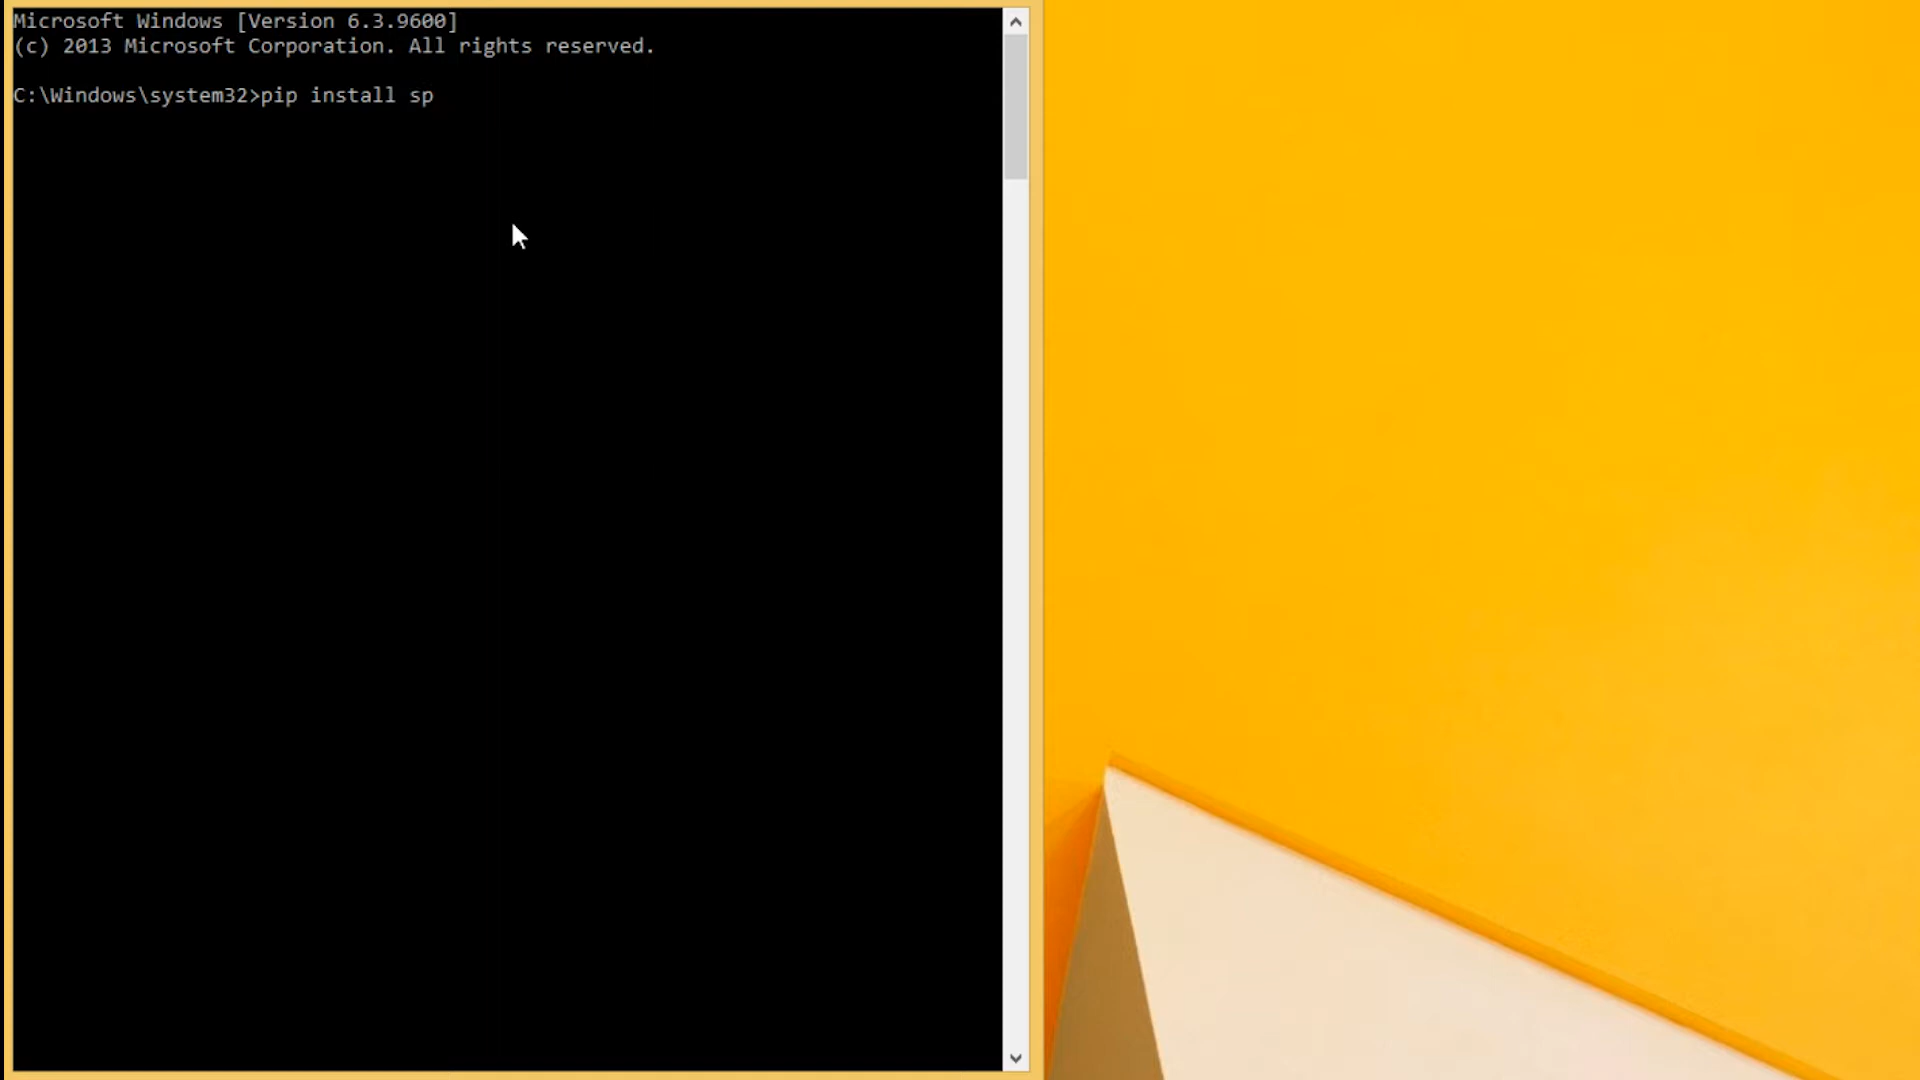 Microsoft Windows [Version 6.3.9600]
(c) 2013 Microsoft Corporation. All rights reserved.
C:\Windows\system32>pip install sp